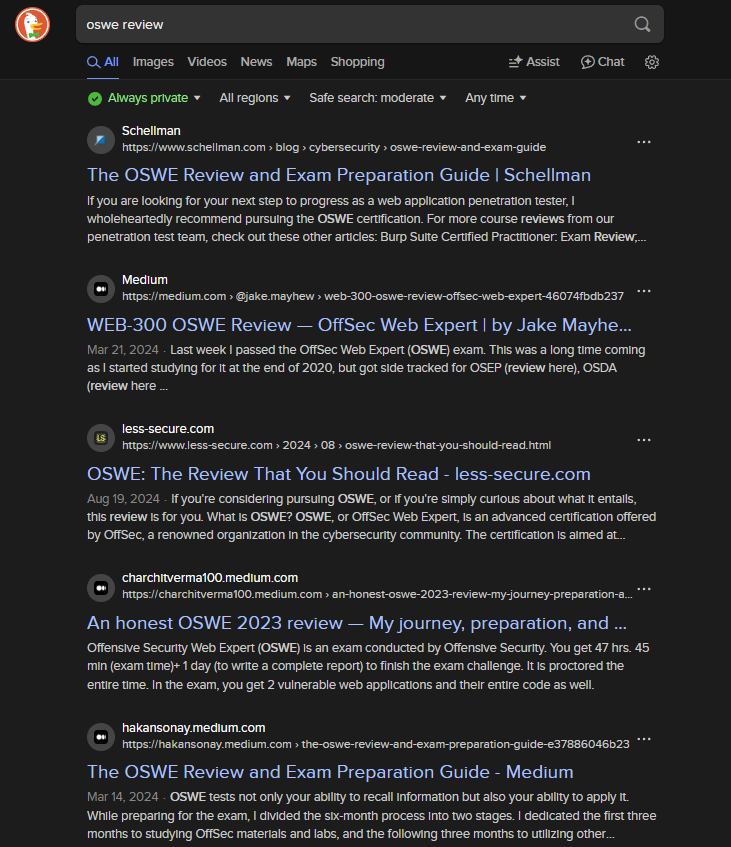 oswe review
All Images Videos News Maps Shopping Assist Chat
Always private All regions Safe search: moderate Any time
Schellman
https://www.schellman.com › blog › cybersecurity › oswe-review-and-exam-guide
The OSWE Review and Exam Preparation Guide | Schellman
If you are looking for your next step to progress as a web application penetration tester, I
wholeheartedly recommend pursuing the OSWE certification. For more course reviews from our
penetration test team, check out these other articles: Burp Suite Certified Practitioner: Exam Review;...
Medium
https://medium.com › @jake.mayhew › web-300-oswe-review-offsec-web-expert-46074fbdb237
WEB-300 OSWE Review — OffSec Web Expert | by Jake Mayhe...
Mar 21, 2024 · Last week I passed the OffSec Web Expert (OSWE) exam. This was a long time coming
as I started studying for it at the end of 2020, but got side tracked for OSEP (review here), OSDA
(review here ...
LS
less-secure.com
https://www.less-secure.com › 2024 › 08 › oswe-review-that-you-should-read.html
OSWE: The Review That You Should Read - less-secure.com
Aug 19, 2024 · If you're considering pursuing OSWE, or if you're simply curious about what it entails,
this review is for you. What is OSWE? OSWE, or OffSec Web Expert, is an advanced certification offered
by OffSec, a renowned organization in the cybersecurity community. The certification is aimed at...
charchitverma100.medium.com
https://charchitverma100.medium.com › an-honest-oswe-2023-review-my-journey-preparation-a...
An honest OSWE 2023 review — My journey, preparation, and ...
Offensive Security Web Expert (OSWE) is an exam conducted by Offensive Security. You get 47 hrs. 45
min (exam time)+ 1 day (to write a complete report) to finish the exam challenge. It is proctored the
entire time. In the exam, you get 2 vulnerable web applications and their entire code as well.
hakansonay.medium.com
https://hakansonay.medium.com › the-oswe-review-and-exam-preparation-guide-e37886046b23
The OSWE Review and Exam Preparation Guide - Medium
Mar 14, 2024 · OSWE tests not only your ability to recall information but also your ability to apply it.
While preparing for the exam, I divided the six-month process into two stages. I dedicated the first three
months to studying OffSec materials and labs, and the following three months to utilizing other...